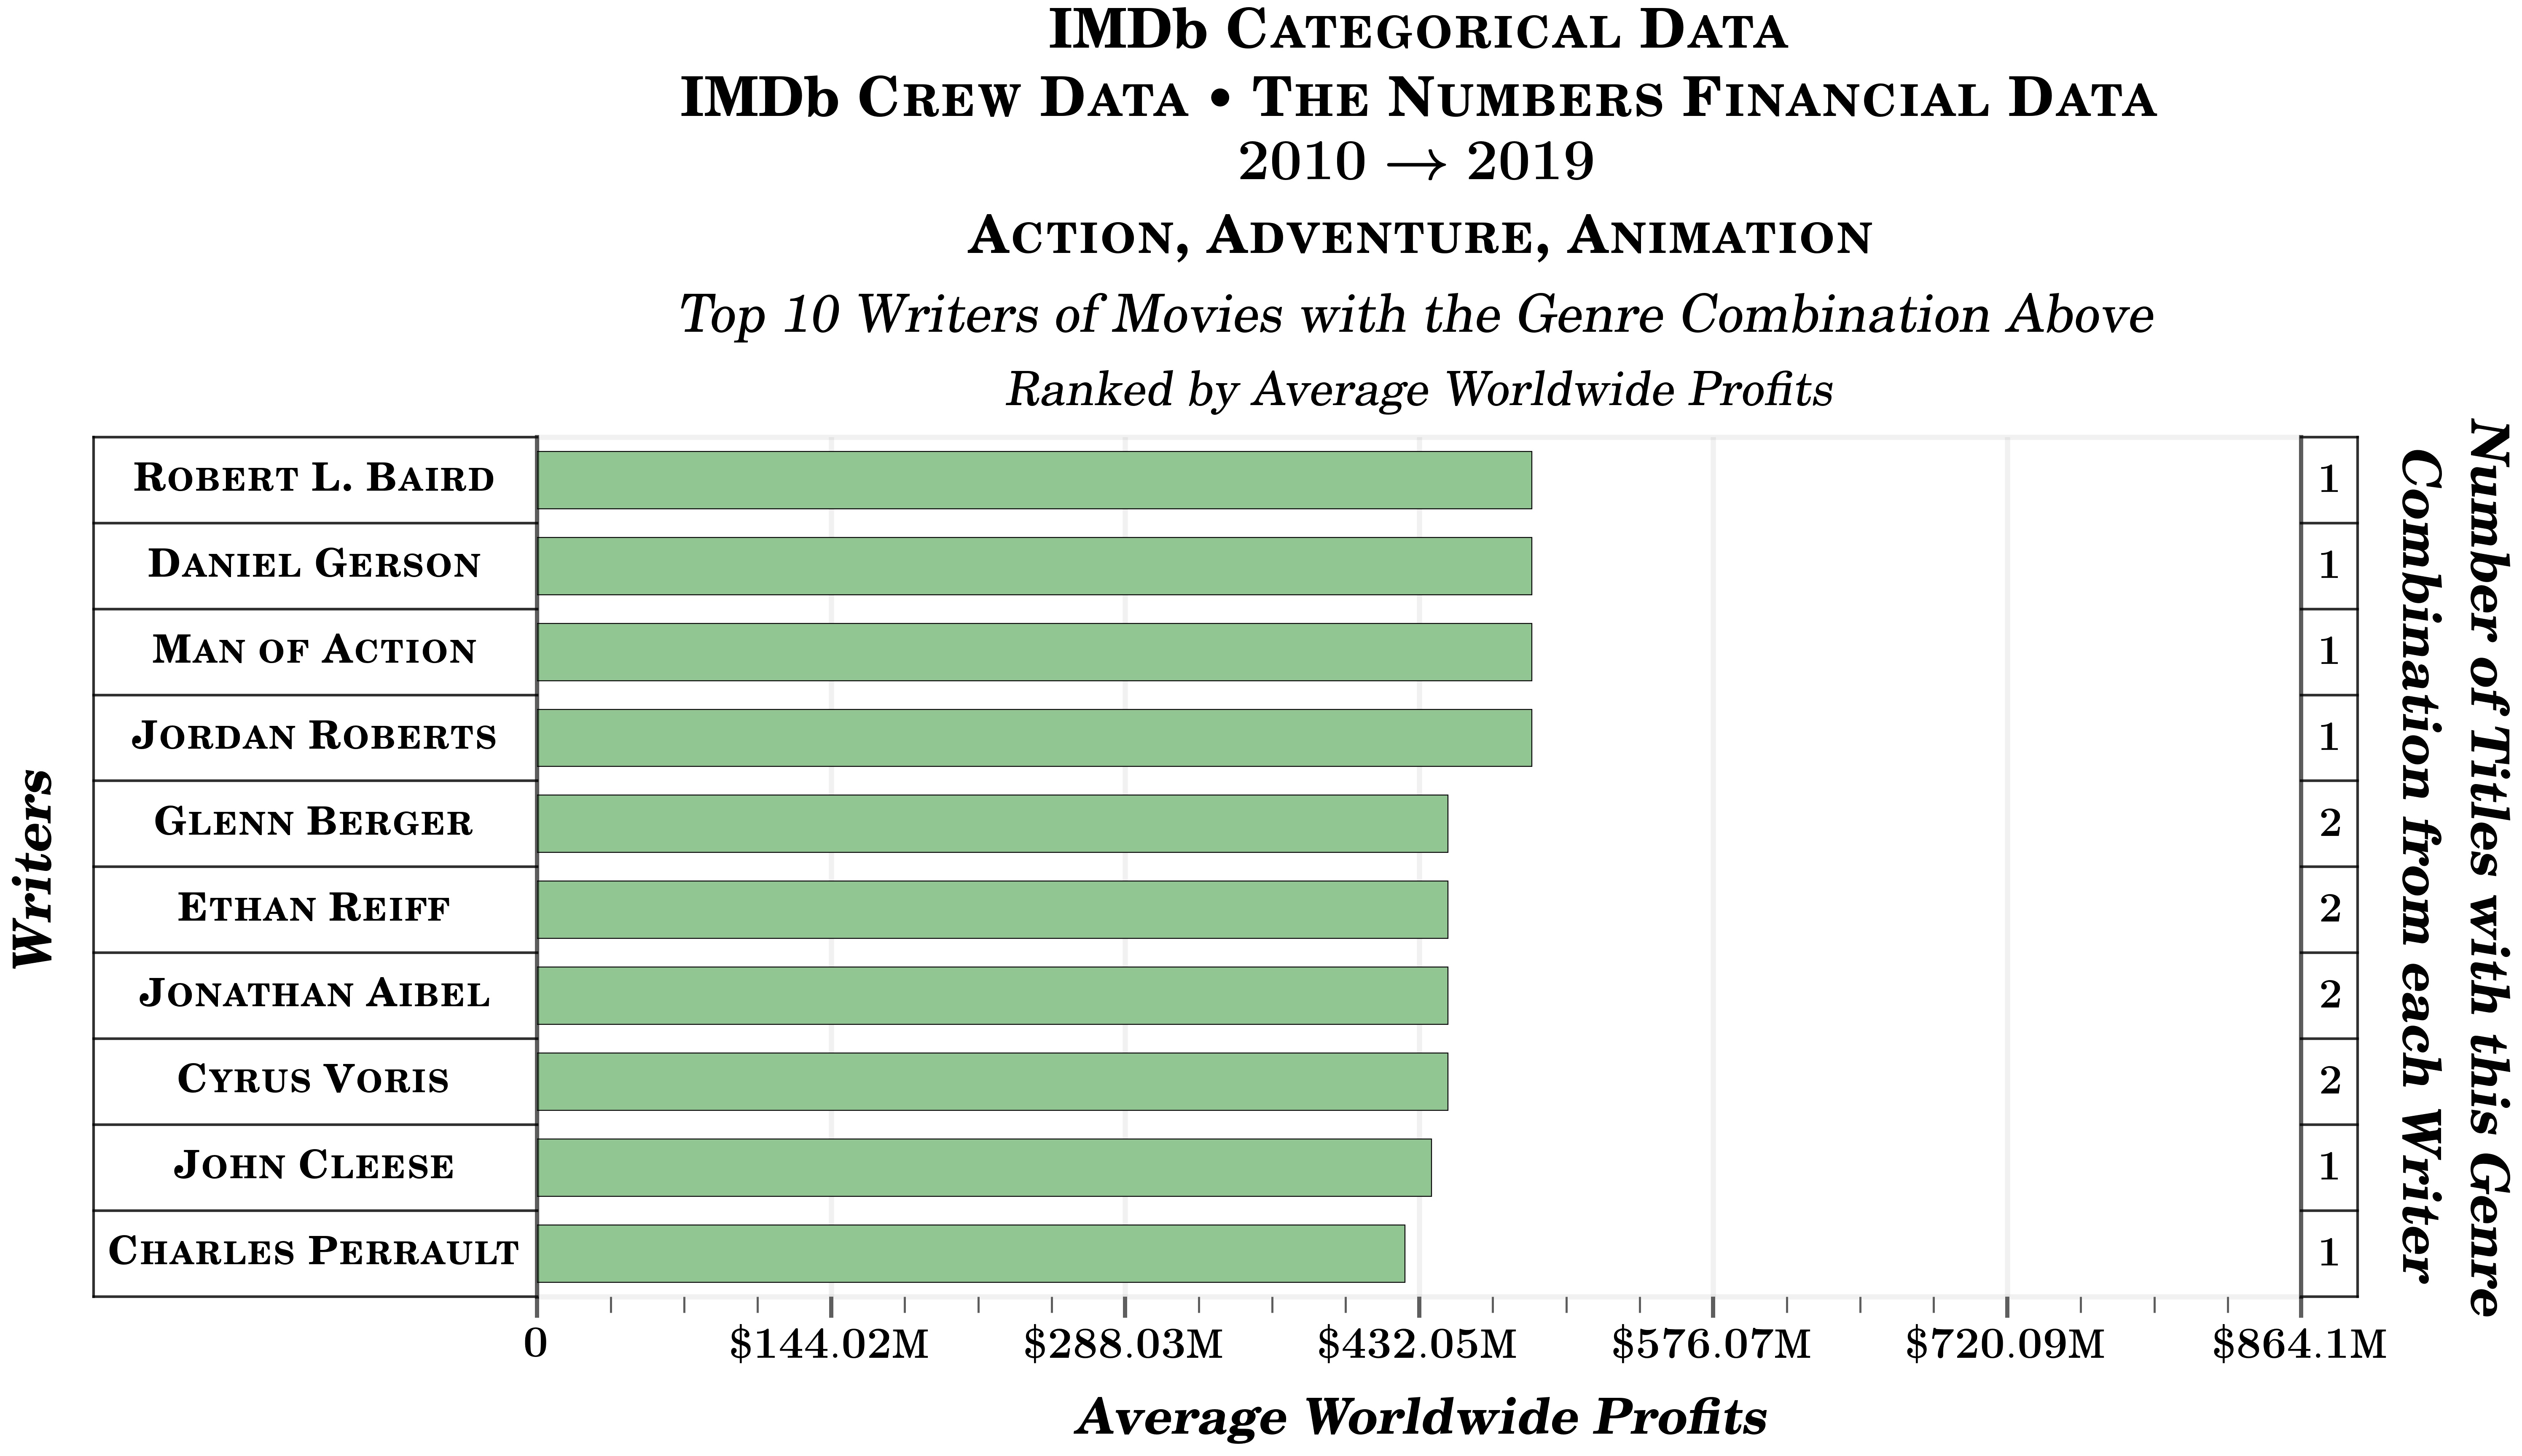 IMDb Categorical Data
IMDb Crew Data • The Numbers Financial Data
2010 → 2019
Action, Adventure, Animation
Top 10 Writers of Movies with the Genre Combination Above
Ranked by Average Worldwide Profits
Writers
Robert L. Baird 1
Daniel Gerson 1
Man of Action 1
Jordan Roberts 1
Glenn Berger 2
Ethan Reiff 2
Jonathan Aibel 2
Cyrus Voris 2
John Cleese 1
Charles Perrault 1
Number of Titles with this Genre
Combination from each Writer
0 $144.02M $288.03M $432.05M $576.07M $720.09M $864.1M
Average Worldwide Profits